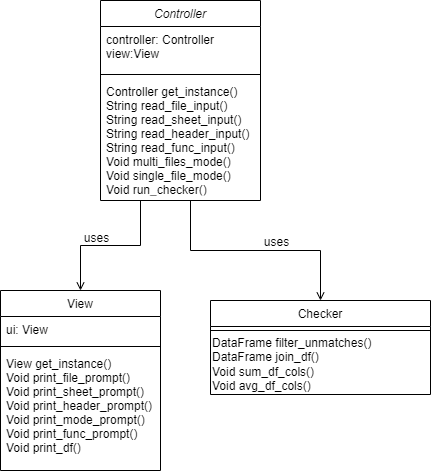 Controller
controller: Controller
view:View
Controller get_instance()
String read_file_input()
String read_sheet_input()
String read_header_input()
String read_func_input()
Void multi_files_mode()
Void single_file_mode()
Void run_checker()
uses
uses
View
ui: View
View get_instance()
Void print_file_prompt()
Void print_sheet_prompt()
Void print_header_prompt()
Void print_mode_prompt()
Void print_func_prompt()
Void print_df()
Checker
DataFrame filter_unmatches()
DataFrame join_df()
Void sum_df_cols()
Void avg_df_cols()